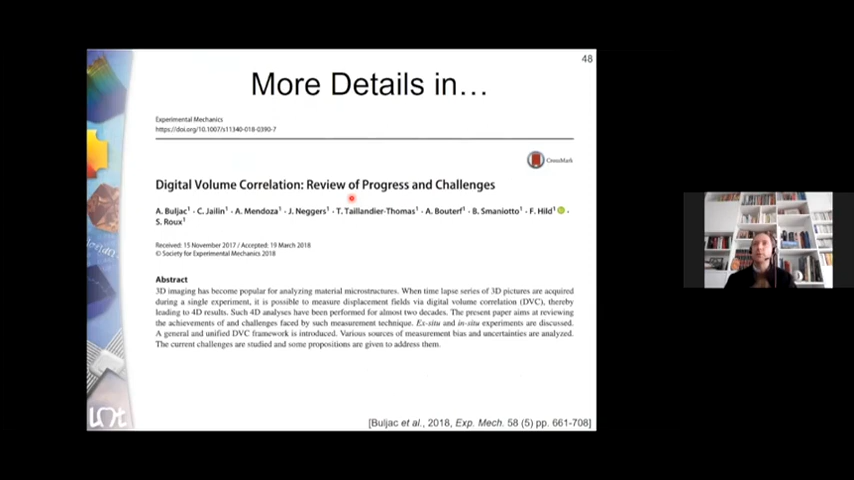 48
More Details in…
Experimental Mechanics
https://doi.org/10.1007/s11340-018-0390-7
CrossMark
Digital Volume Correlation: Review of Progress and Challenges
A. Buljac1 · C. Jailin1 · A. Mendoza1 · J. Neggers1 · T. Taillandier-Thomas1 · A. Bouterf1 · B. Smaniotto1 · F. Hild1 ·
S. Roux1
Received: 15 November 2017 / Accepted: 19 March 2018
© Society for Experimental Mechanics 2018
Abstract
3D imaging has become popular for analyzing material microstructures. When time lapse series of 3D pictures are acquired
during a single experiment, it is possible to measure displacement fields via digital volume correlation (DVC), thereby
leading to 4D results. Such 4D analyses have been performed for almost two decades. The present paper aims at reviewing
the achievements of and challenges faced by such measurement technique. Ex-situ and in-situ experiments are discussed.
A general and unified DVC framework is introduced. Various sources of measurement bias and uncertainties are analyzed.
The current challenges are studied and some propositions are given to address them.
[Buljac et al., 2018, Exp. Mech. 58 (5) pp. 661-708]